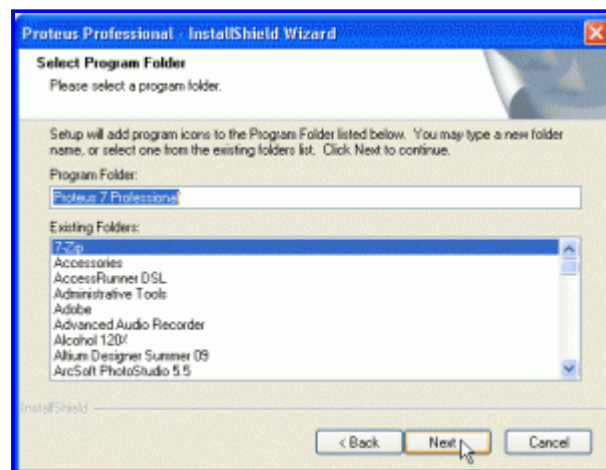 Proteus Professional - InstallShield Wizard
Select Program Folder
Please select a program folder.
Setup will add program icons to the Program Folder listed below. You may type a new folder
name, or select one from the existing folders list. Click Next to continue.
Program Folder:
Proteus 7 Professional
Existing Folders:
7-Zip
Accessories
AccessRunner DSL
Administrative Tools
Adobe
Advanced Audio Recorder
Alcohol 120%
Altium Designer Summer 09
ArcSoft PhotoStudio 5.5
InstallShield
< Back
Next
Cancel